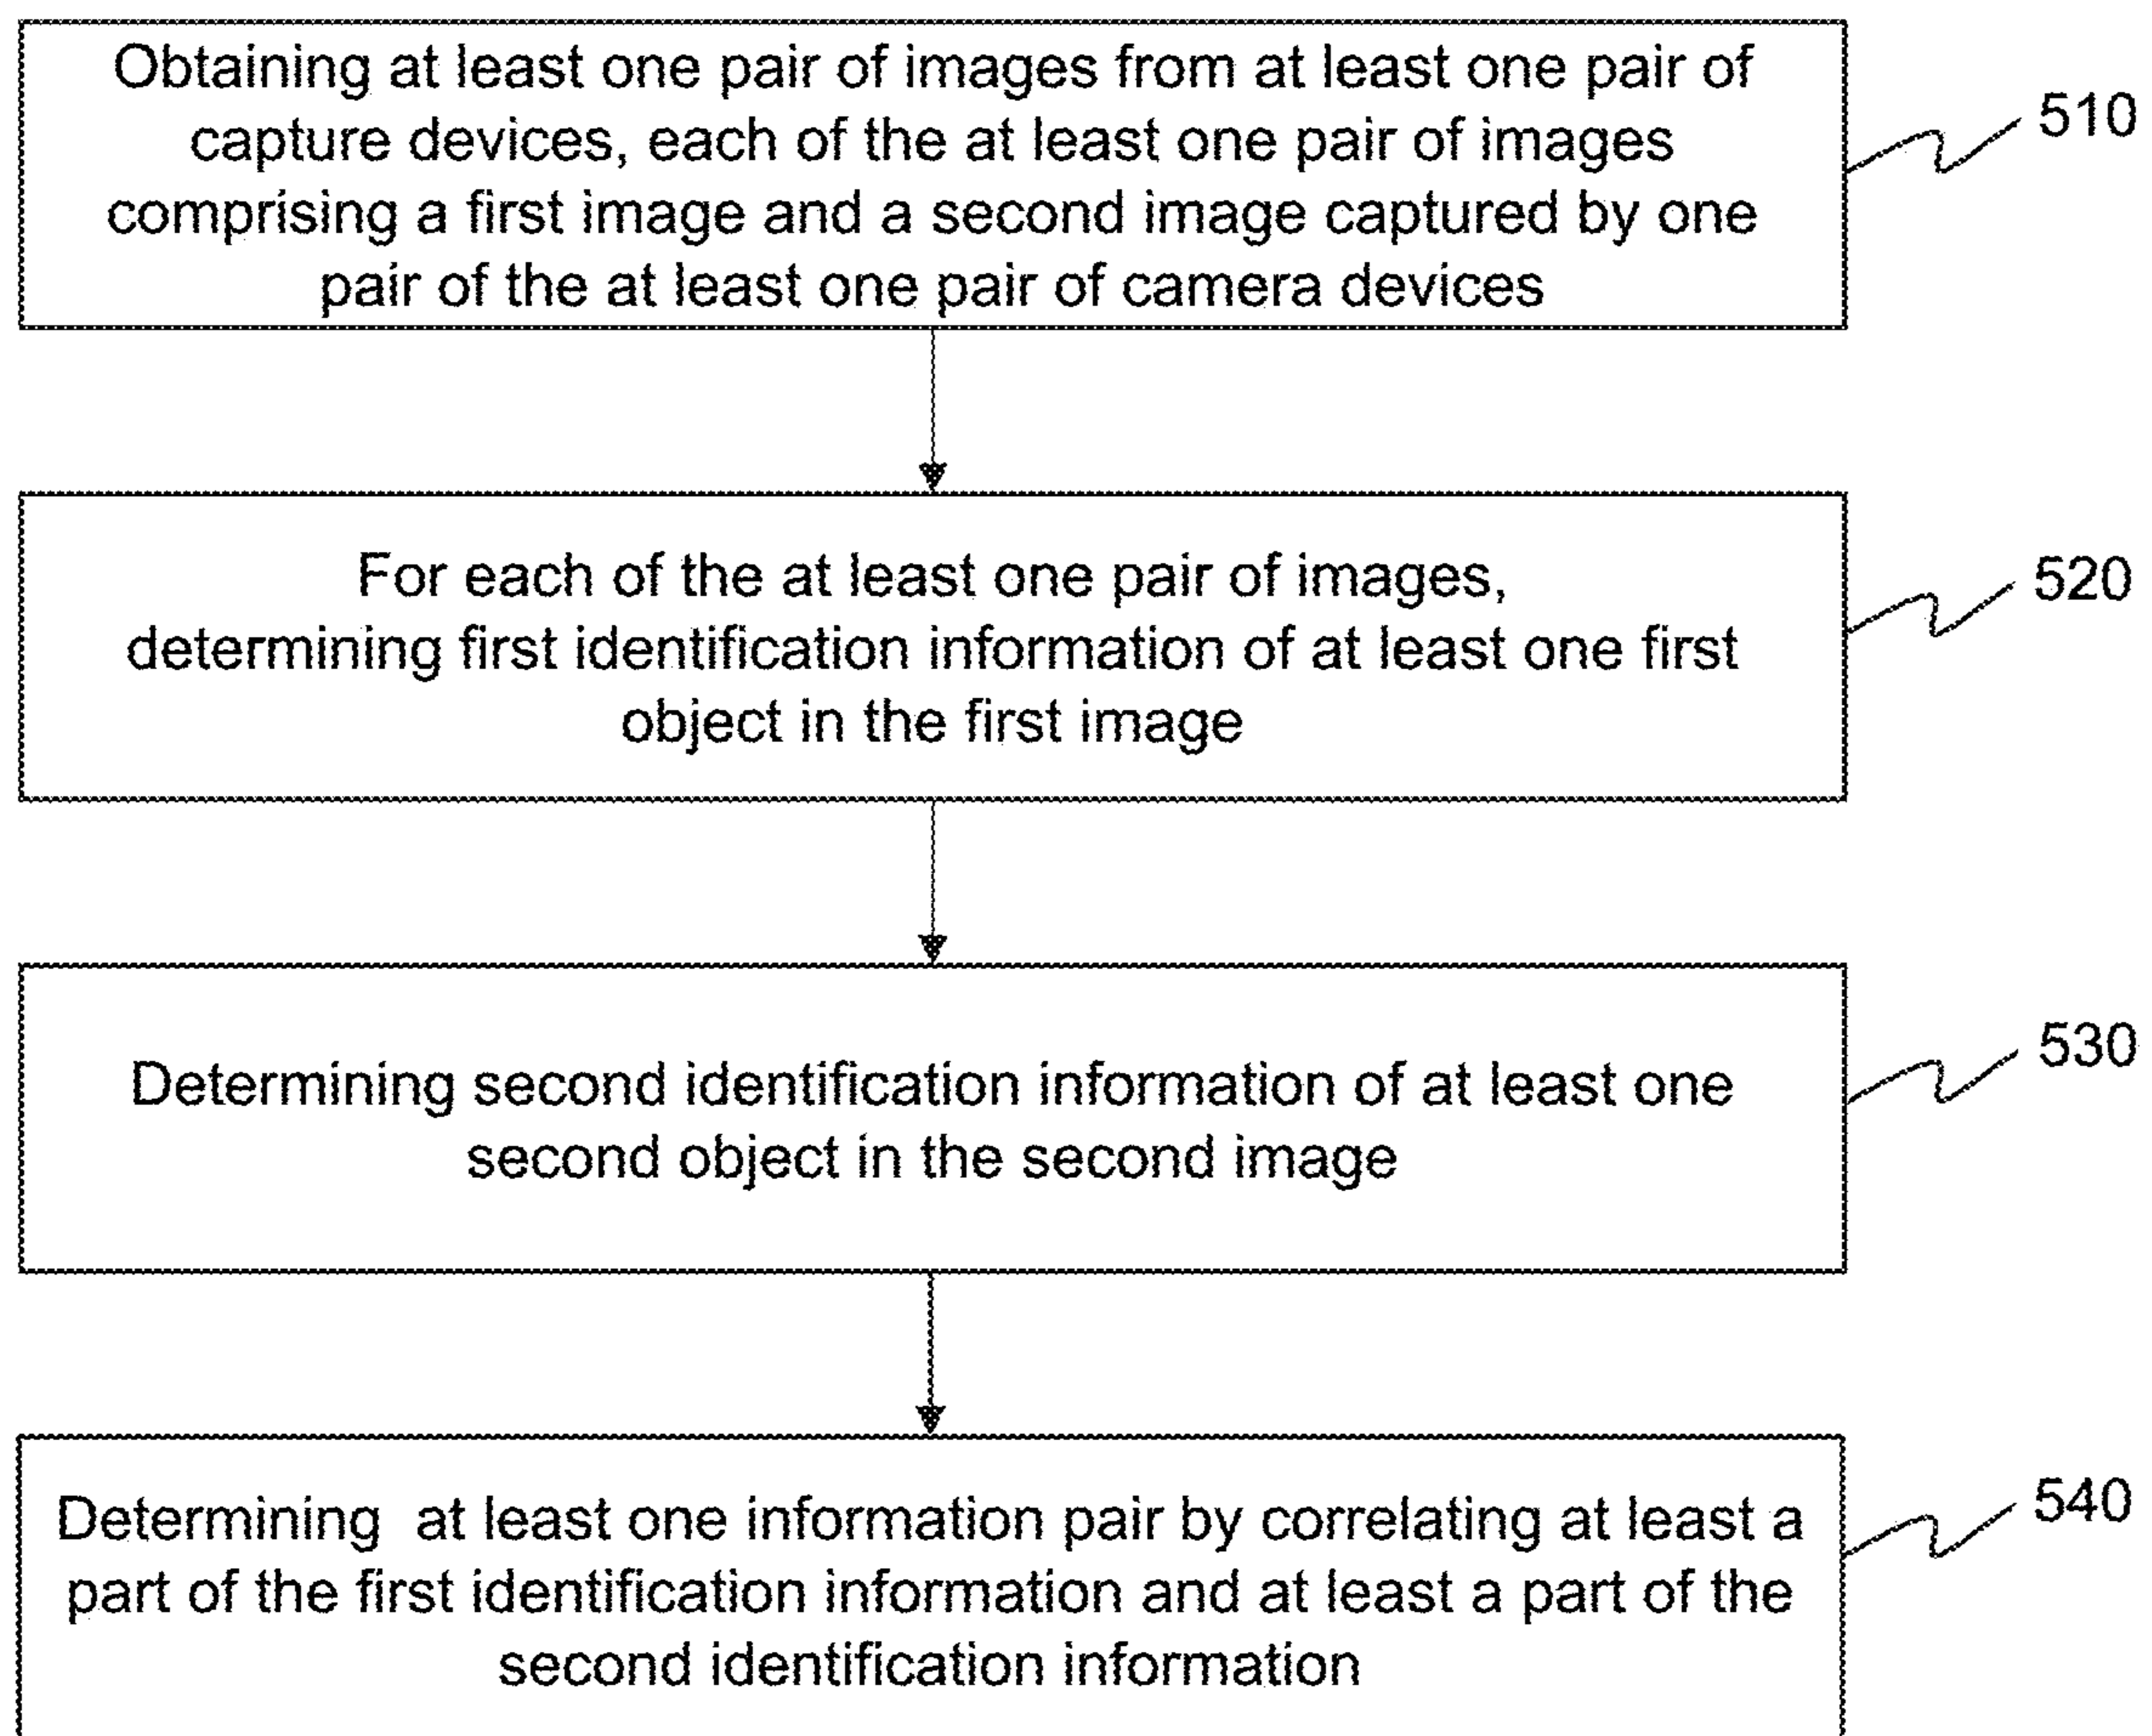 Obtaining at least one pair of images from at least one pair of
capture devices, each of the at least one pair of images
comprising a first image and a second image captured by one
pair of the at least one pair of camera devices
510
For each of the at least one pair of images,
determining first identification information of at least one first
object in the first image
520
Determining second identification information of at least one
second object in the second image
530
Determining at least one information pair by correlating at least a
part of the first identification information and at least a part of the
second identification information
540